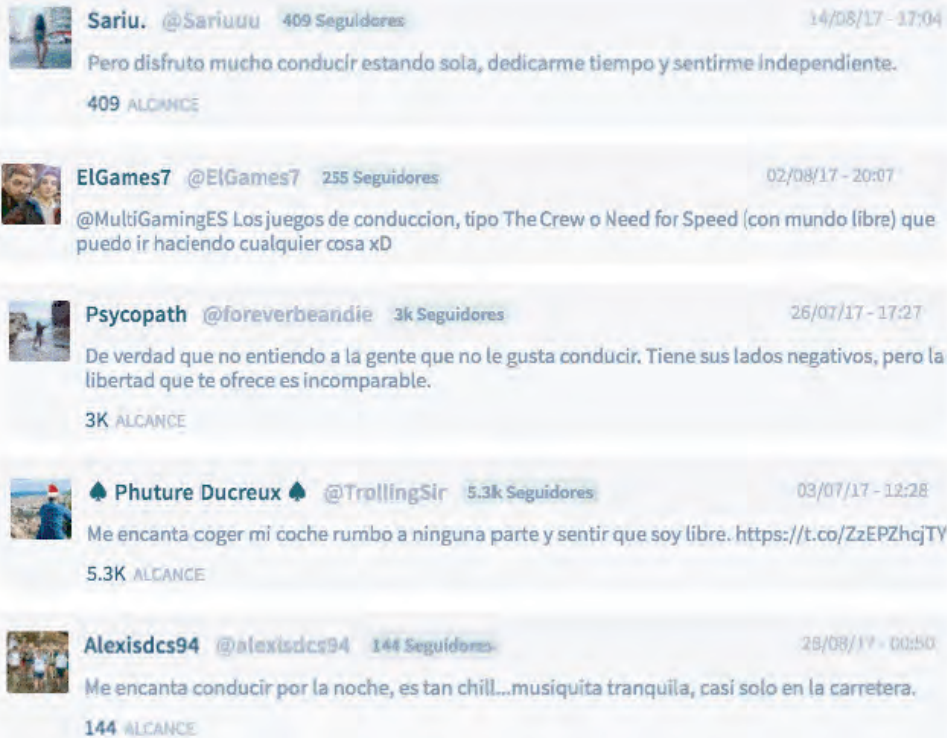 Sariu. @Sariuuu 409 Seguidores 14/08/17 - 17:04
Pero disfruto mucho conducir estando sola, dedicarme tiempo y sentirme independiente.
409 ALCANCE
ElGames7 @ElGames7 255 Seguidores 02/08/17 - 20:07
@MultiGamingES Los juegos de conduccion, tipo The Crew o Need for Speed (con mundo libre) que
puedo ir haciendo cualquier cosa xD
Psycopath @foreverbeandie 3k Seguidores 26/07/17 - 17:27
De verdad que no entiendo a la gente que no le gusta conducir. Tiene sus lados negativos, pero la
libertad que te ofrece es incomparable.
3K ALCANCE
♠ Phuture Ducreux ♠ @TrollingSir 5.3k Seguidores 03/07/17 - 12:28
Me encanta coger mi coche rumbo a ninguna parte y sentir que soy libre. https://t.co/ZzEPZhcjTY
5.3K ALCANCE
Alexisdcs94 @alexisdcs94 144 Seguidores 28/08/17 - 00:50
Me encanta conducir por la noche, es tan chill...musiquita tranquila, casi solo en la carretera.
144 ALCANCE